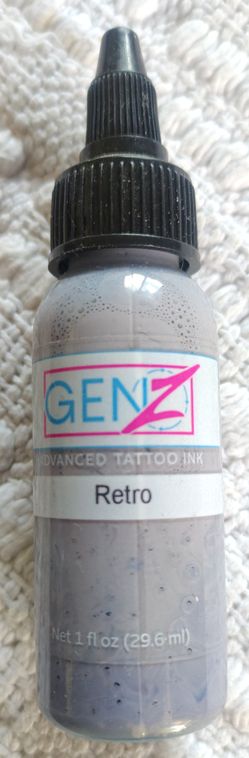 GENZ
ADVANCED TATTOO INK
Retro
Net 1 fl oz (29.6 ml)